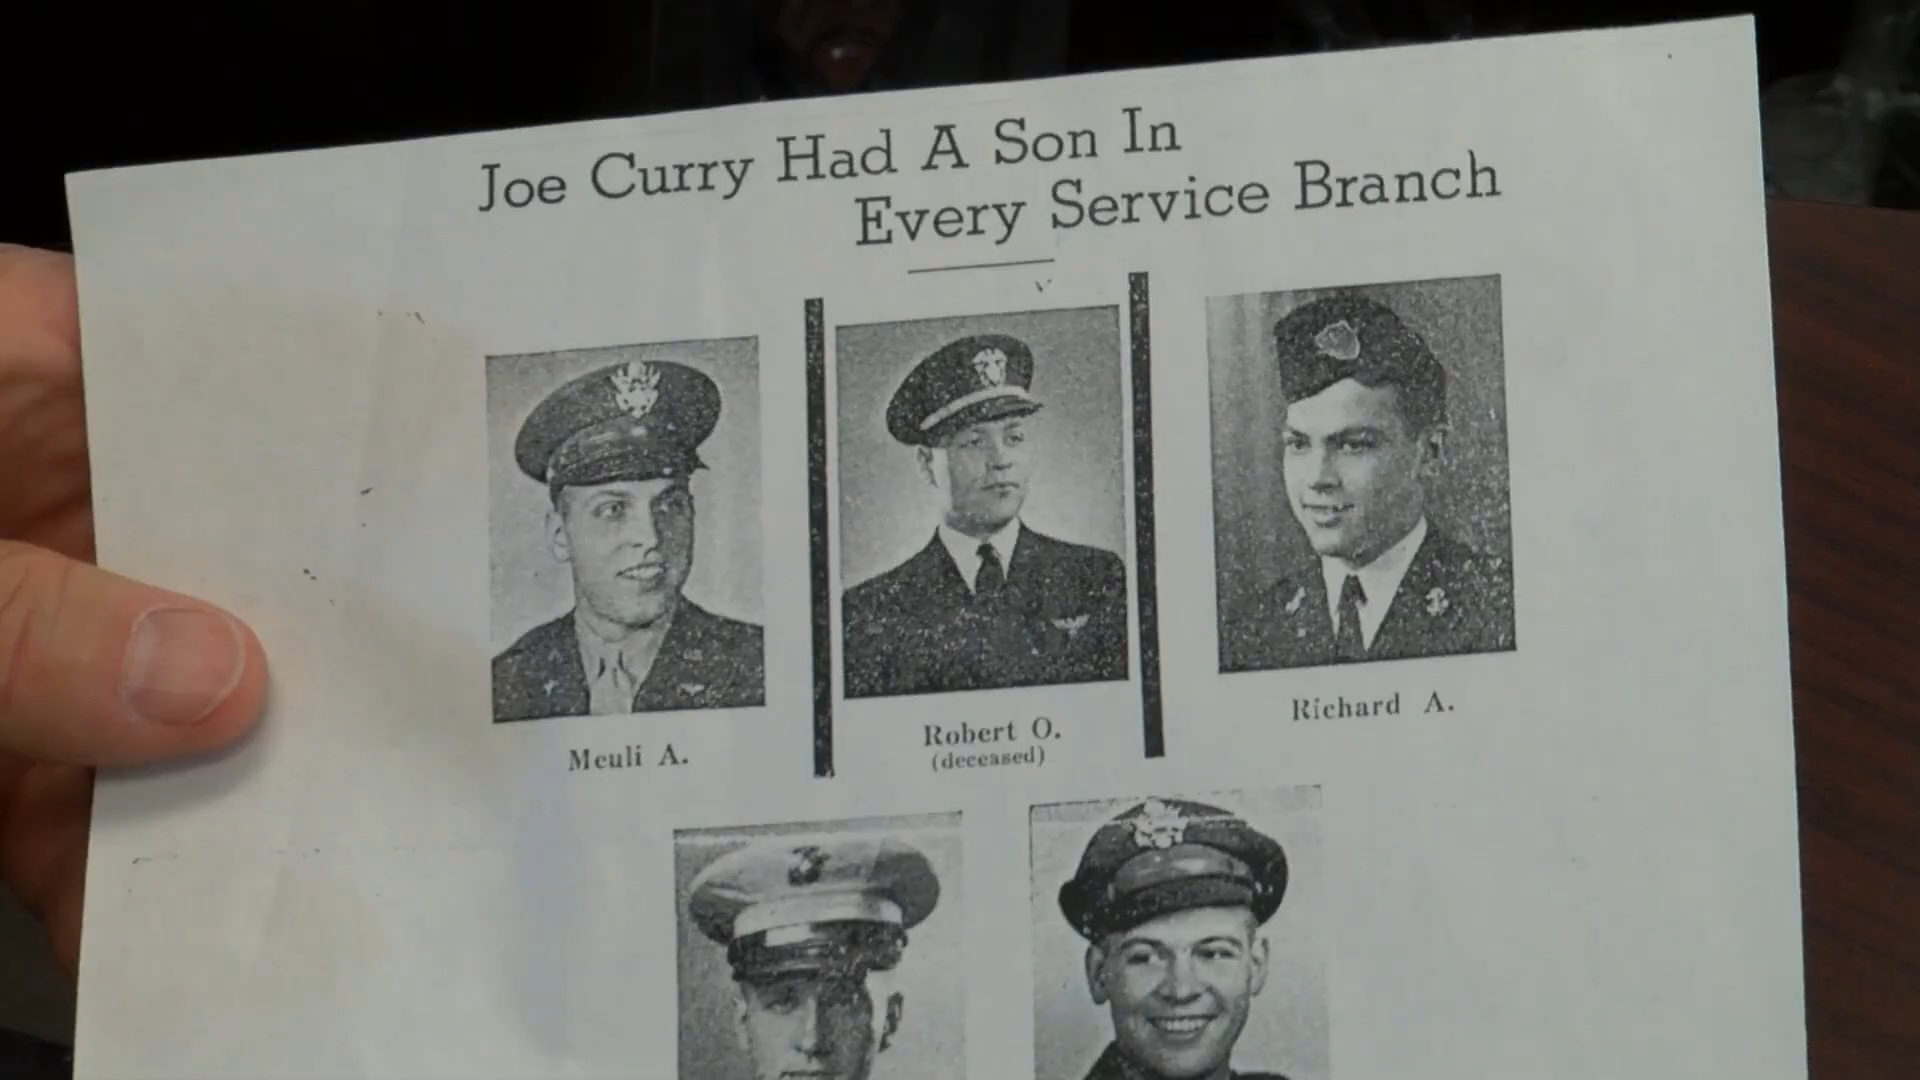 Joe Curry Had A Son In
Every Service Branch
Meuli A.
Robert O.
(deceased)
Richard A.